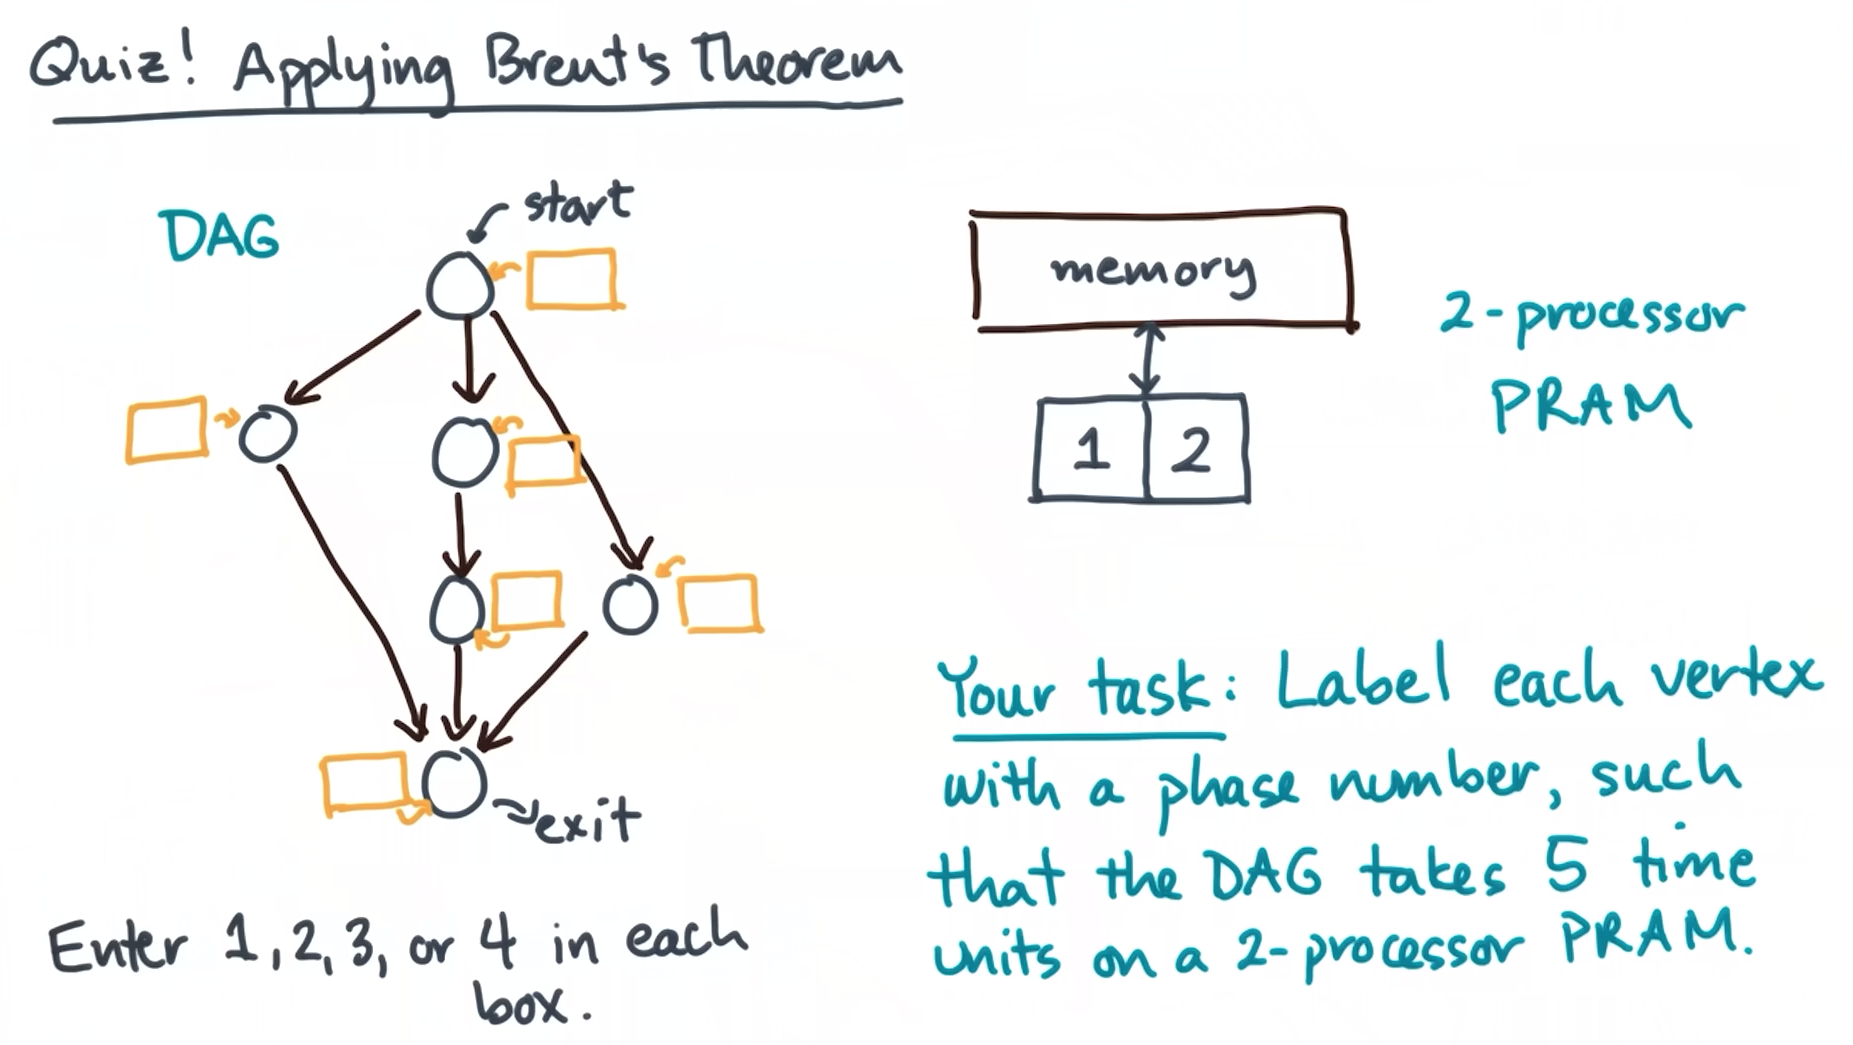 Quiz! Applying Brent's Theorem
DAG
start
exit
Enter 1,2,3, or 4 in each
box.
memory
1 2
2-processor
PRAM
Your task: Label each vertex
with a phase number, such
that the DAG takes 5 time
units on a 2-processor PRAM.